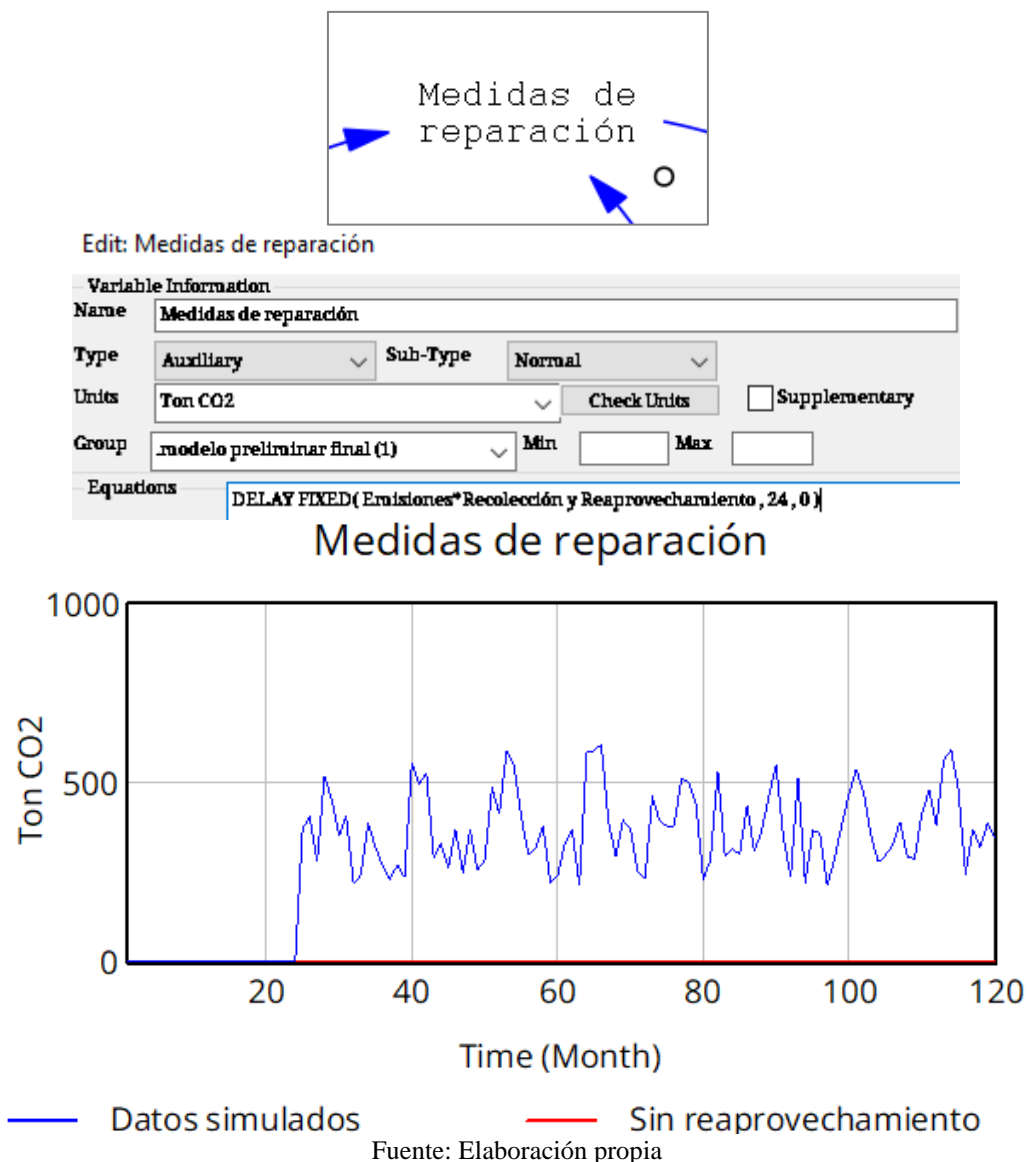 Medidas de
reparación
Edit: Medidas de reparación
Variable Information
Name Medidas de reparación
Type Auxiliary Sub-Type Normal
Units Ton CO2 Check Units Supplementary
Group .modelo preliminar final (1) Min Max
Equations DELAY FIXED( Emisiones*Recolección y Reaprovechamiento , 24 , 0 )
Medidas de reparación
1000
500
0
Ton CO2
20 40 60 80 100 120
Time (Month)
Datos simulados Sin reaprovechamiento
Fuente: Elaboración propia